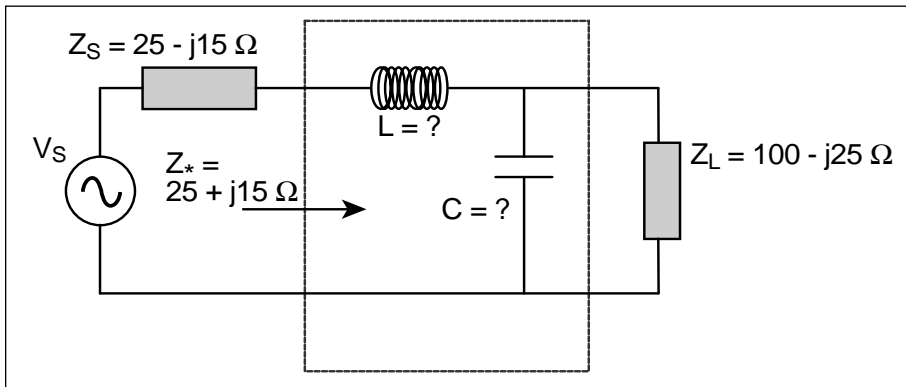 Z_S = 25 - j15 Ω
L = ?
V_S
Z_* =
25 + j15 Ω
Z_L = 100 - j25 Ω
C = ?